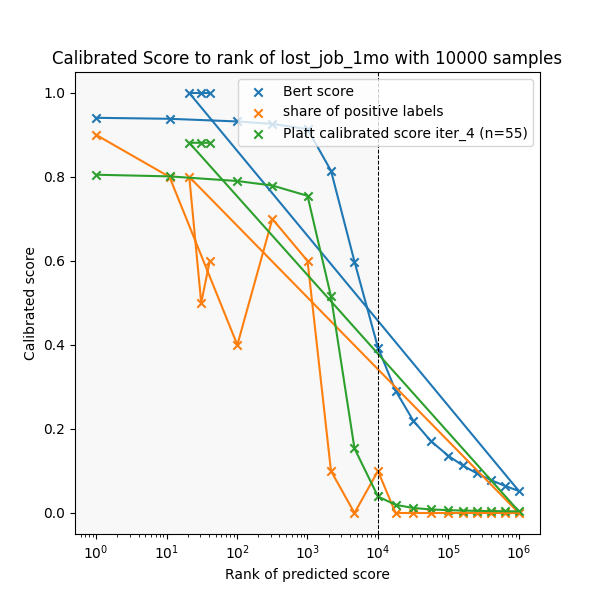 Calibrated Score to rank of lost_job_1mo with 10000 samples
Bert score
share of positive labels
Platt calibrated score iter_4 (n=55)
Calibrated score
1.0
0.8
0.6
0.4
0.2
0.0
10⁰ 10¹ 10² 10³ 10⁴ 10⁵ 10⁶
Rank of predicted score